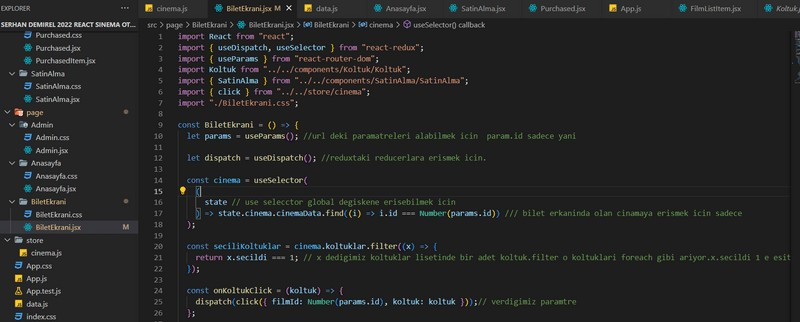 EXPLORER
SERHAN DEMIREL 2022 REACT SINEMA OT...
Purchased.css
Purchased.jsx
PurchasedItem.jsx
SatinAlma
SatinAlma.css
SatinAlma.jsx
page
Admin
Admin.css
Admin.jsx
Anasayfa
Anasayfa.css
Anasayfa.jsx
BiletEkrani
BiletEkrani.css
BiletEkrani.jsx M
store
cinema.js
App.css
App.js
App.test.js
data.js
index.css
cinema.js BiletEkrani.jsx M data.js Anasayfa.jsx SatinAlma.jsx Purchased.jsx App.js FilmListItem.jsx Koltuk.j
src > page > BiletEkrani > BiletEkrani.jsx > BiletEkrani > cinema > useSelector() callback
1 import React from "react";
2 import { useDispatch, useSelector } from "react-redux";
3 import { useParams } from "react-router-dom";
4 import Koltuk from "../../components/Koltuk/Koltuk";
5 import { SatinAlma } from "../../components/SatinAlma/SatinAlma";
6 import { click } from "../../store/cinema";
7 import "./BiletEkrani.css";
8
9 const BiletEkrani = () => {
10 let params = useParams(); //url deki paramatreleri alabilmek icin param.id sadece yani
11
12 let dispatch = useDispatch(); //reduxtaki reducerlara erismek icin.
13
14 const cinema = useSelector(
15 (
16 state // use selecctor global degiskene erisebilmek icin
17 ) => state.cinema.cinemaData.find((i) => i.id === Number(params.id)) /// bilet erkaninda olan cinamaya erismek icin sadece
18 );
19
20 const seciliKoltuklar = cinema.koltuklar.filter((x) => {
21 return x.secildi === 1; // x dedigimiz koltuklar lisetinde bir adet koltuk.filter o koltuklari foreach gibi ariyor.x.secildi 1 e esit
22 });
23
24 const onKoltukClick = (koltuk) => {
25 dispatch(click({ filmId: Number(params.id), koltuk: koltuk }));// verdigimiz paramtre
26 };